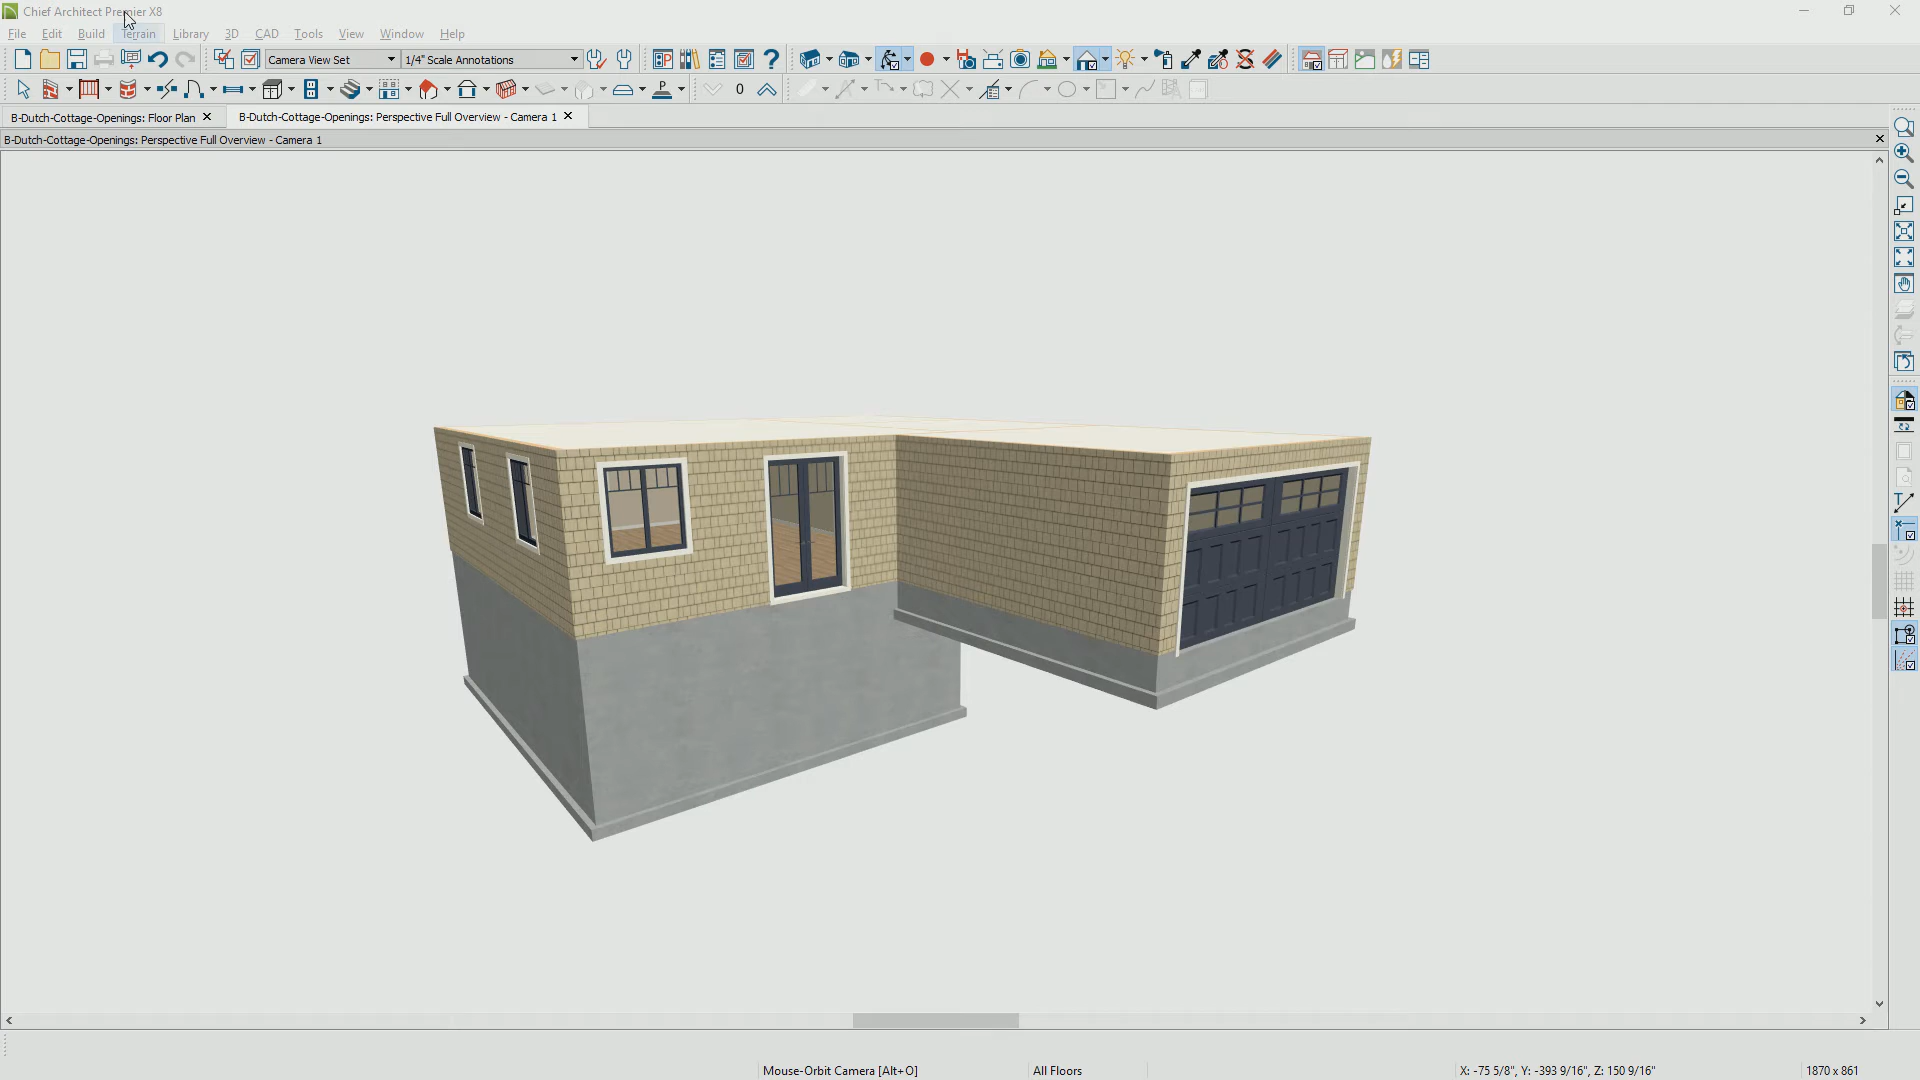 Chief Architect Premier X8
File Edit Build Terrain Library 3D CAD Tools View Window Help
Camera View Set 1/4" Scale Annotations
0
B-Dutch-Cottage-Openings: Floor Plan B-Dutch-Cottage-Openings: Perspective Full Overview - Camera 1
B-Dutch-Cottage-Openings: Perspective Full Overview - Camera 1
Mouse-Orbit Camera [Alt+O] All Floors X: -75 5/8", Y: -393 9/16", Z: 150 9/16" 1870 x 861